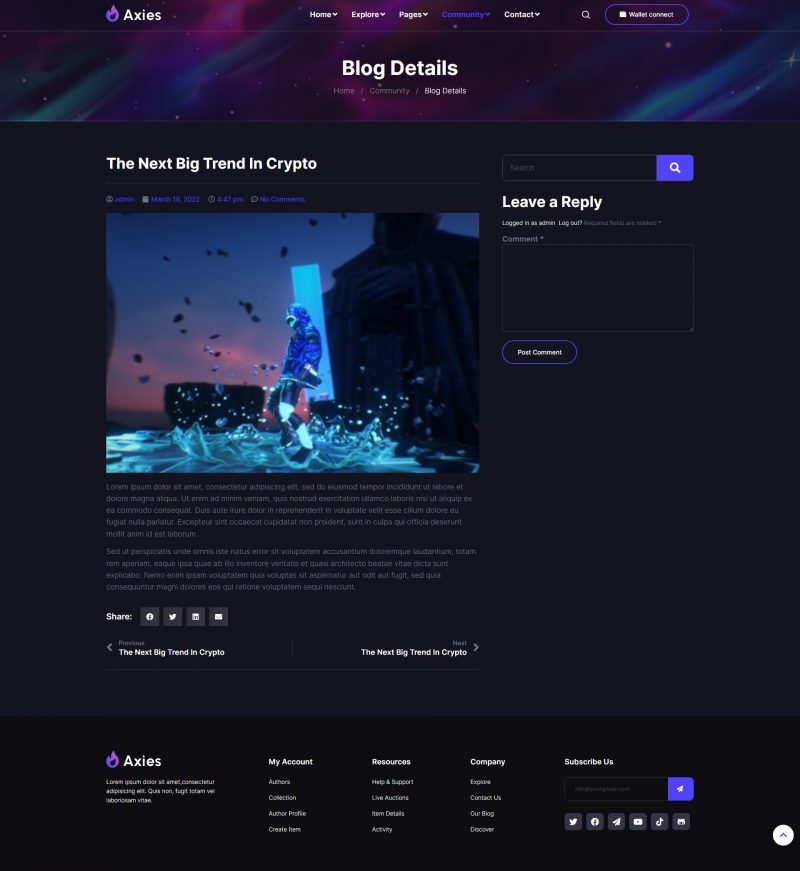 Axies
Home Explore Pages Community Contact Wallet connect
Blog Details
Home / Community / Blog Details
The Next Big Trend In Crypto
admin March 18, 2022 4:47 pm No Comments
Lorem ipsum dolor sit amet, consectetur adipiscing elit, sed do eiusmod tempor incididunt ut labore et
dolore magna aliqua. Ut enim ad minim veniam, quis nostrud exercitation ullamco laboris nisi ut aliquip ex
ea commodo consequat. Duis aute irure dolor in reprehenderit in voluptate velit esse cillum dolore eu
fugiat nulla pariatur. Excepteur sint occaecat cupidatat non proident, sunt in culpa qui officia deserunt
mollit anim id est laborum.
Sed ut perspiciatis unde omnis iste natus error sit voluptatem accusantium doloremque laudantium, totam
rem aperiam, eaque ipsa quae ab illo inventore veritatis et quasi architecto beatae vitae dicta sunt
explicabo. Nemo enim ipsam voluptatem quia voluptas sit aspernatur aut odit aut fugit, sed quia
consequuntur magni dolores eos qui ratione voluptatem sequi nesciunt.
Share:
Previous
The Next Big Trend In Crypto
Next
The Next Big Trend In Crypto
Search
Leave a Reply
Logged in as admin. Log out? Required fields are marked *
Comment *
Post Comment
Axies
Lorem ipsum dolor sit amet,consectetur
adipisicing elit. Quis non, fugit totam vel
laboriosam vitae.
My Account
Authors
Collection
Author Profile
Create Item
Resources
Help & Support
Live Auctions
Item Details
Activity
Company
Explore
Contact Us
Our Blog
Discover
Subscribe Us
info@yourgmail.com